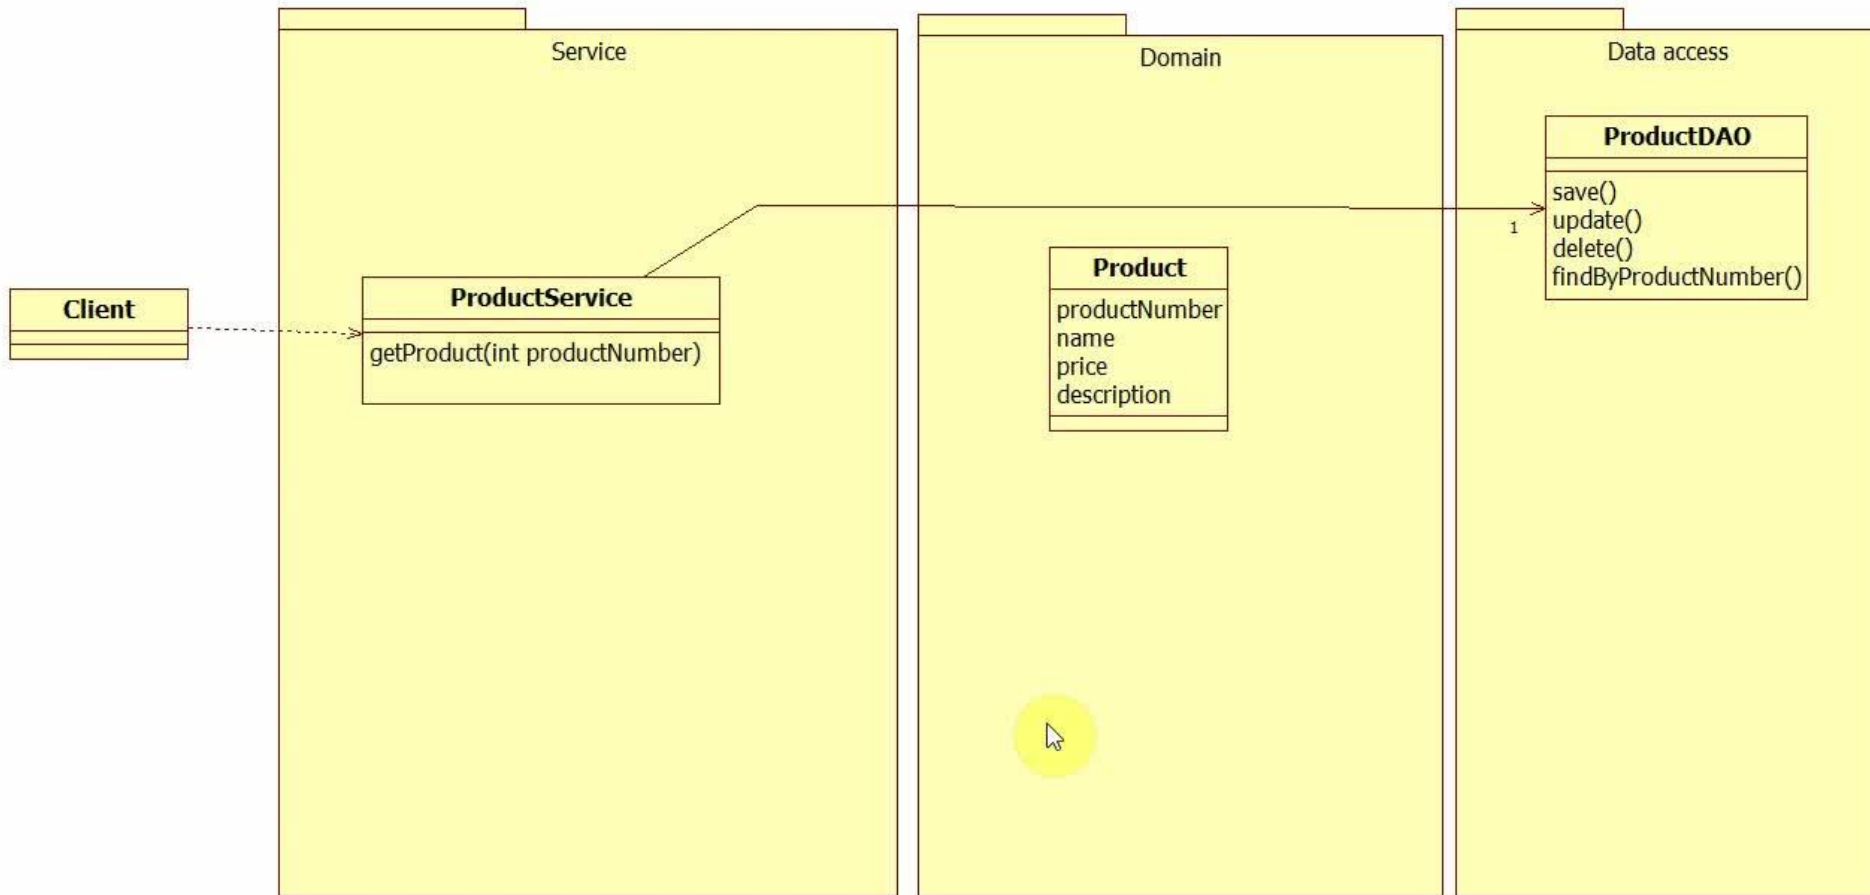 Service
Domain
Data access
Client
ProductService
getProduct(int productNumber)
Product
productNumber
name
price
description
ProductDAO
save()
update()
delete()
findByProductNumber()
1